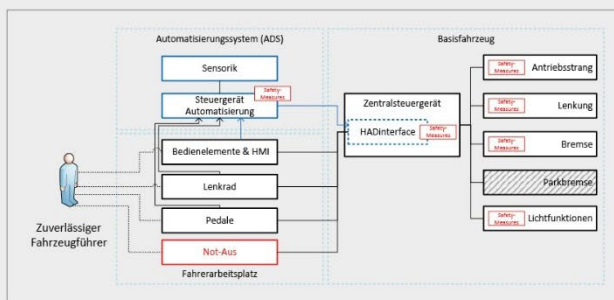 Automatisierungssystem (ADS)
Basisfahrzeug
Sensorik
Safety-
Measures
Steuergerät
Automatisierung
Bedienelemente & HMI
Lenkrad
Pedale
Not-Aus
Fahrerarbeitsplatz
Zuverlässiger
Fahrzeugführer
Zentralsteuergerät
HADinterface
Safety-
Measures
Safety-
Measures
Antriebsstrang
Safety-
Measures
Lenkung
Safety-
Measures
Bremse
Parkbremse
Safety-
Measures
Lichtfunktionen